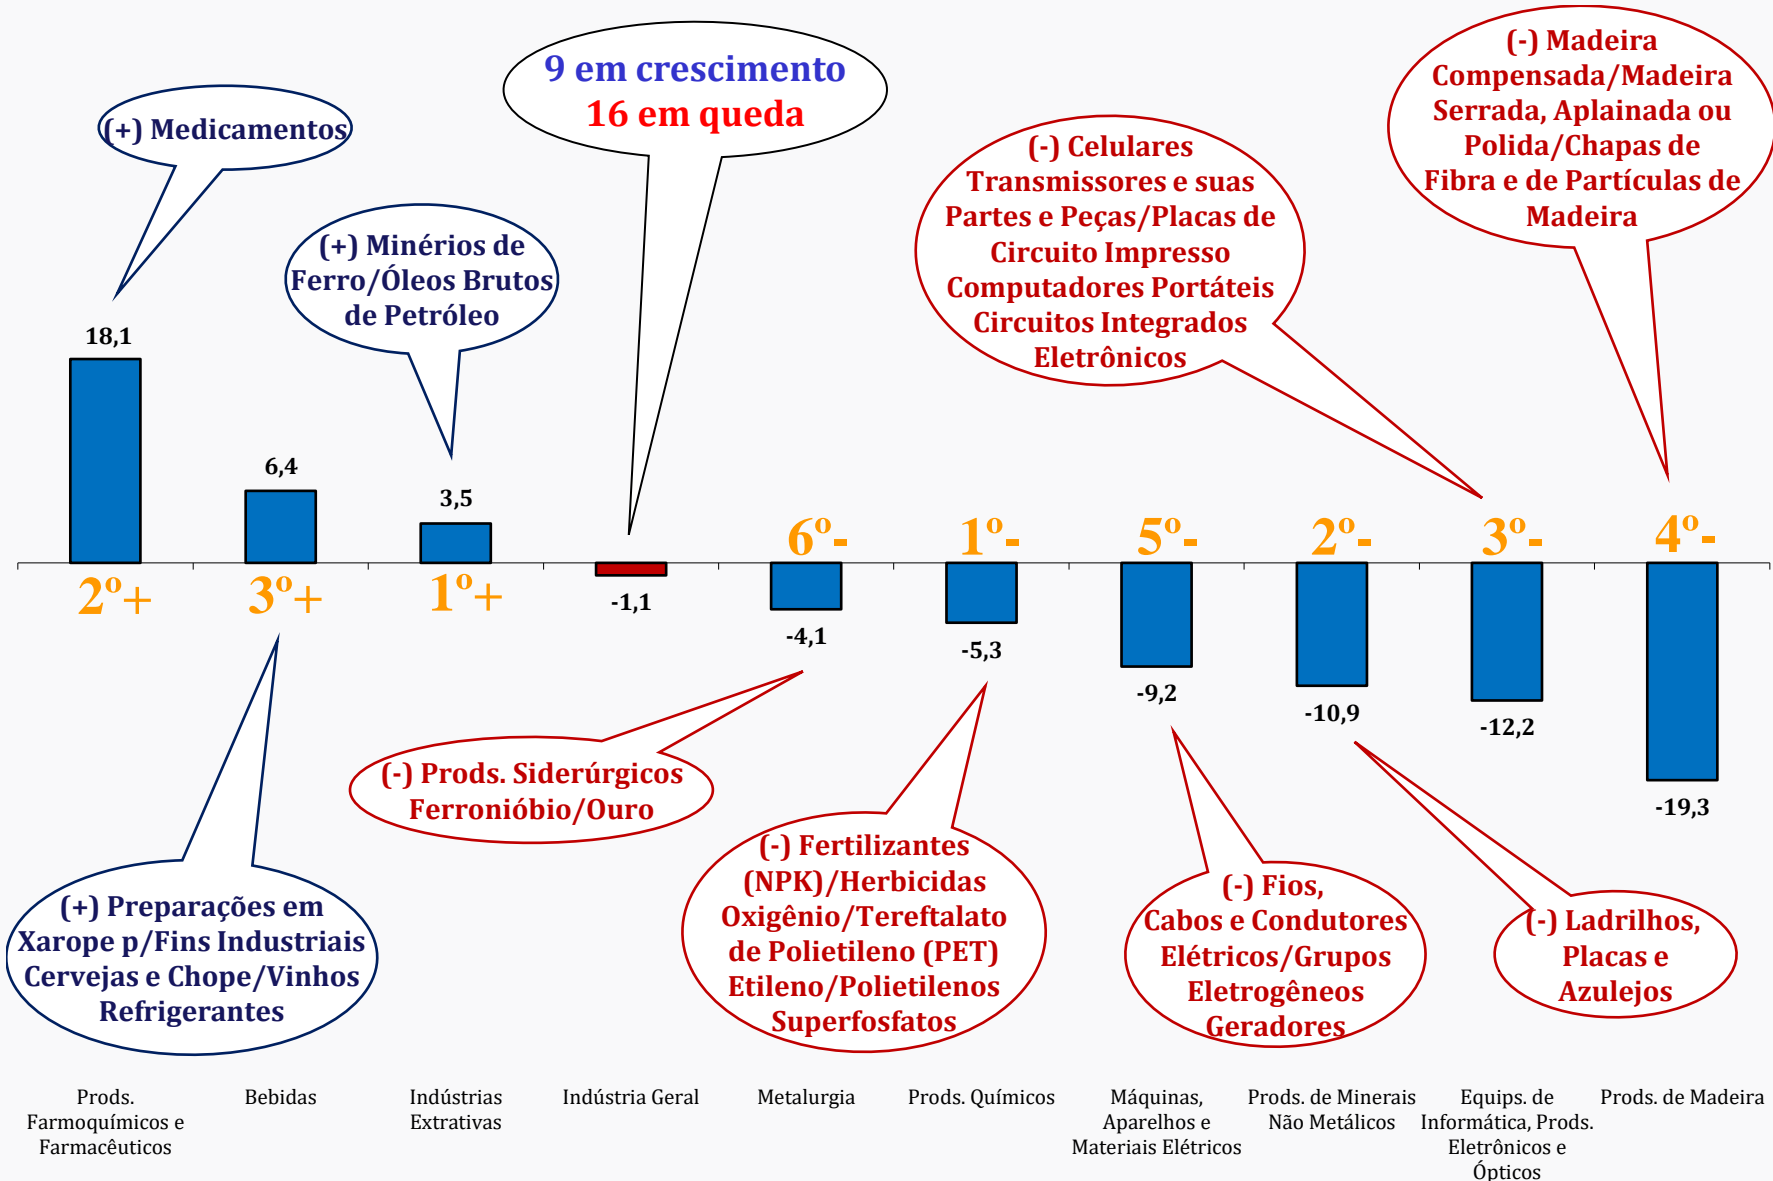 9 em crescimento
16 em queda
(+) Medicamentos
(+) Minérios de
Ferro/Óleos Brutos
de Petróleo
(-) Celulares
Transmissores e suas
Partes e Peças/Placas de
Circuito Impresso
Computadores Portáteis
Circuitos Integrados
Eletrônicos
(-) Madeira
Compensada/Madeira
Serrada, Aplainada ou
Polida/Chapas de
Fibra e de Partículas de
Madeira
18,1
6,4
3,5
-1,1
-4,1
-5,3
-9,2
-10,9
-12,2
-19,3
2º+
3º+
1º+
6º-
1º-
5º-
2º-
3º-
4º-
(+) Preparações em
Xarope p/Fins Industriais
Cervejas e Chope/Vinhos
Refrigerantes
(-) Prods. Siderúrgicos
Ferronióbio/Ouro
(-) Fertilizantes
(NPK)/Herbicidas
Oxigênio/Tereftalato
de Polietileno (PET)
Etileno/Polietilenos
Superfosfatos
(-) Fios,
Cabos e Condutores
Elétricos/Grupos
Eletrogêneos
Geradores
(-) Ladrilhos,
Placas e
Azulejos
Prods.
Farmoquímicos e
Farmacêuticos
Bebidas
Indústrias
Extrativas
Indústria Geral
Metalurgia
Prods. Químicos
Máquinas,
Aparelhos e
Materiais Elétricos
Prods. de Minerais
Não Metálicos
Equips. de
Informática, Prods.
Eletrônicos e
Ópticos
Prods. de Madeira